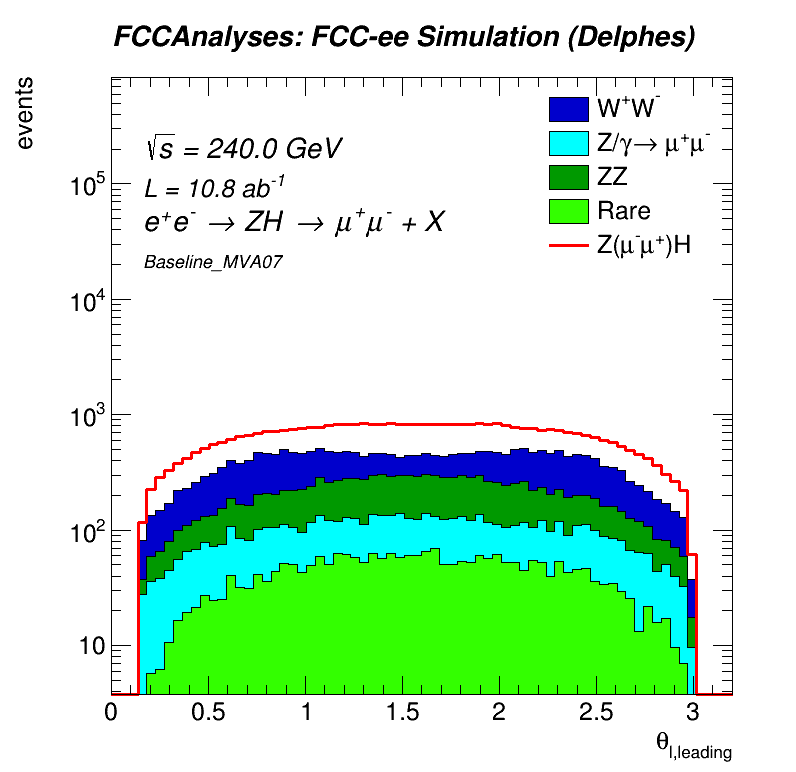 FCCAnalyses: FCC-ee Simulation (Delphes)
events
√s = 240.0 GeV
L = 10.8 ab⁻¹
e⁺e⁻ → ZH → μ⁺μ⁻ + X
Baseline_MVA07
W⁺W⁻
Z/γ→ μ⁺μ⁻
ZZ
Rare
Z(μ⁻μ⁺)H
10⁵
10⁴
10³
10²
10
0 0.5 1 1.5 2 2.5 3
θl,leading